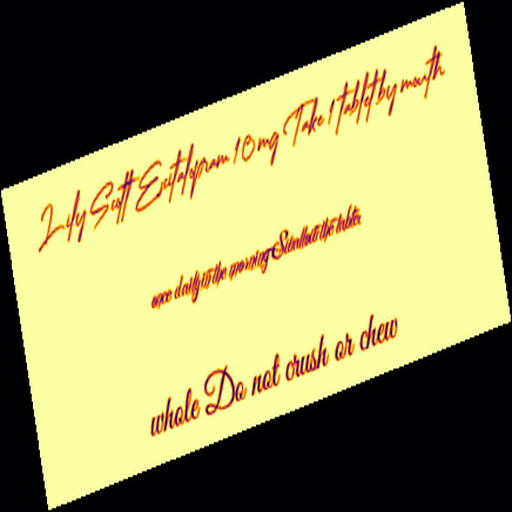 Lily Scott Escitalopram 10 mg Take 1 tablet by mouth
once daily in the morning Swallow the tablet
whole Do not crush or chew